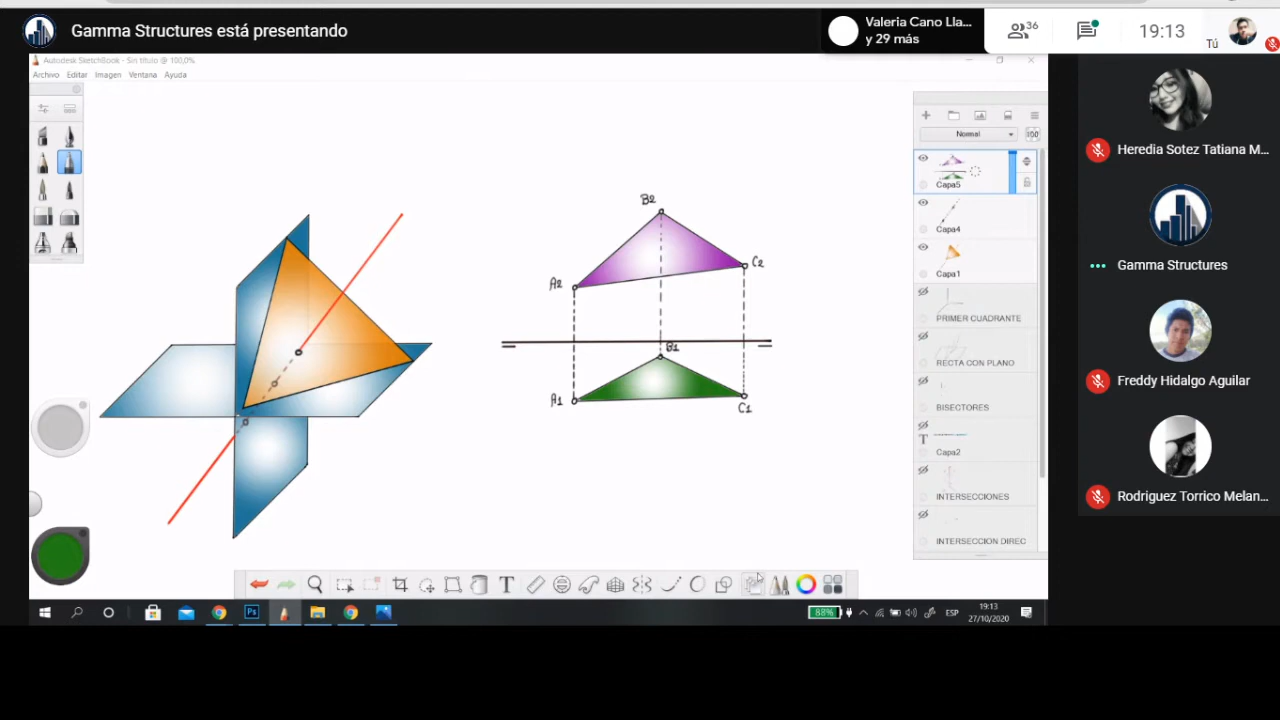 Gamma Structures está presentando
Valeria Cano Lla...
y 29 más
36
19:13
Tú
Autodesk SketchBook - Sin título @ 100,0%
Archivo Editar Imagen Ventana Ayuda
Normal
100
Capa5
Capa4
Capa1
PRIMER CUADRANTE
RECTA CON PLANO
BISECTORES
T
Capa2
INTERSECCIONES
INTERSECCION DIREC
B2
C2
A2
B1
A1
C1
Heredia Sotez Tatiana M...
Gamma Structures
Freddy Hidalgo Aguilar
Rodriguez Torrico Melan...
T
Ps
88%
ESP
19:13
27/10/2020